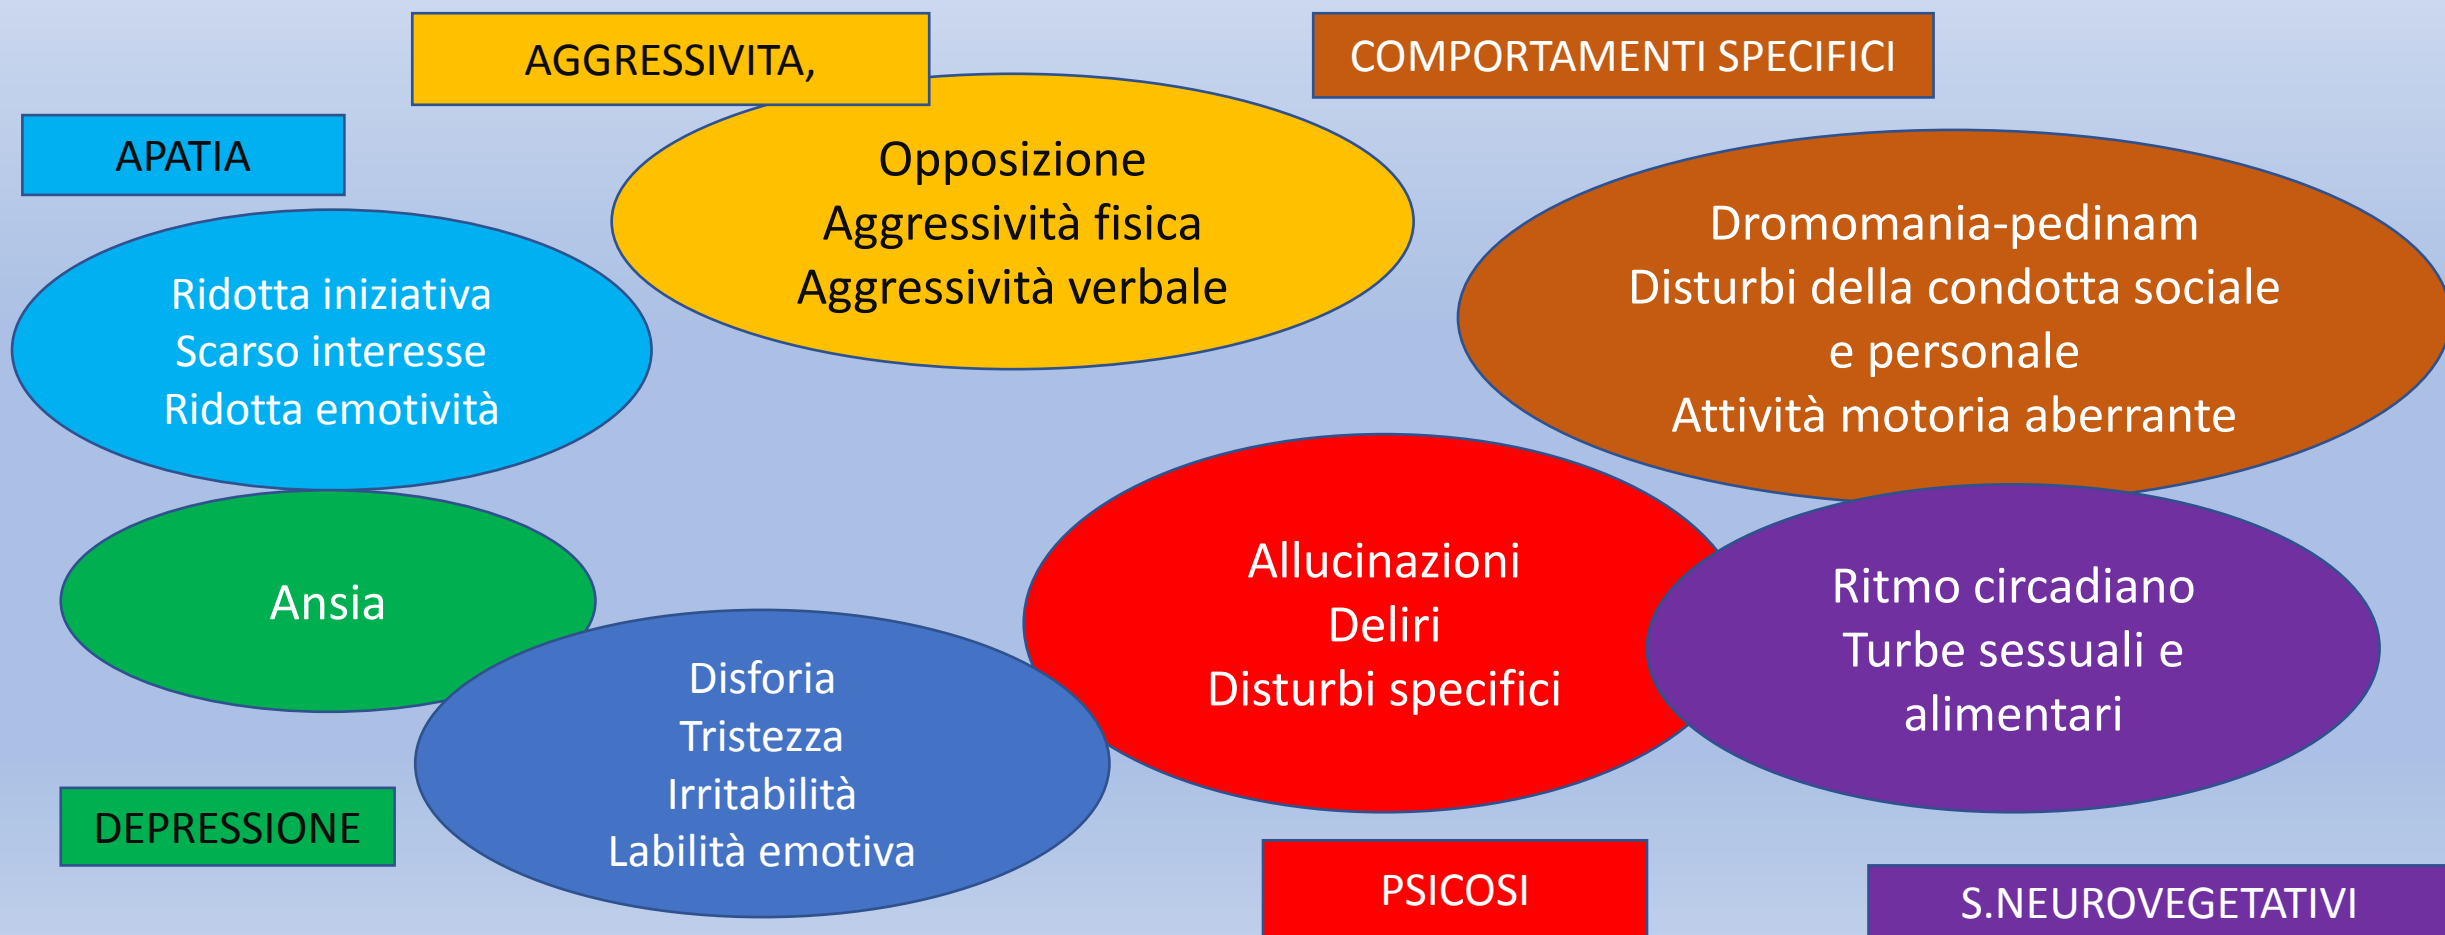 AGGRESSIVITA,
COMPORTAMENTI SPECIFICI
APATIA
Opposizione
Aggressività fisica
Aggressività verbale
Dromomania-pedinam
Disturbi della condotta sociale
e personale
Attività motoria aberrante
Ridotta iniziativa
Scarso interesse
Ridotta emotività
Ansia
Allucinazioni
Deliri
Disturbi specifici
Ritmo circadiano
Turbe sessuali e
alimentari
Disforia
Tristezza
Irritabilità
Labilità emotiva
DEPRESSIONE
PSICOSI
S.NEUROVEGETATIVI